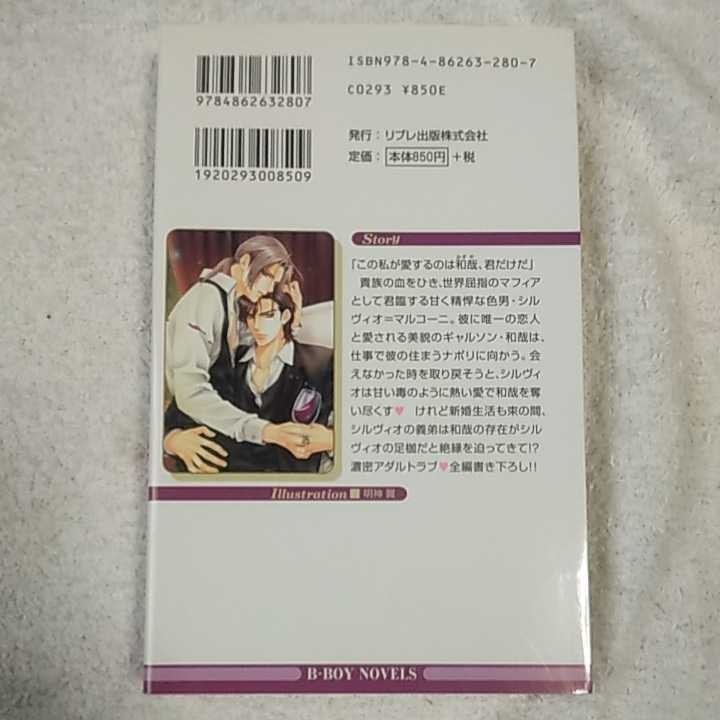 ISBN978-4-86263-280-7
9784862632807
C0293 ¥850E
発行：リブレ出版株式会社
定価：本体850円＋税
1920293008509
Story
「この私が愛するのは和哉、君だけだ」
貴族の血をひき、世界屈指のマフィア
として君臨する甘く精悍な色男・シル
ヴィオ＝マルコーニ。彼に唯一の恋人
と愛される美貌のギャルソン・和哉は、
仕事で彼の住まうナポリに向かう。会
えなかった時を取り戻そうと、シルヴィ
オは甘い毒のように熱い愛で和哉を奪
い尽くす♥ けれど新婚生活も束の間、
シルヴィオの義弟は和哉の存在がシル
ヴィオの足枷だと絶縁を迫ってきて!?
濃密アダルトラブ♥全編書き下ろし!!
Illustration 明神 翼
B-BOY NOVELS